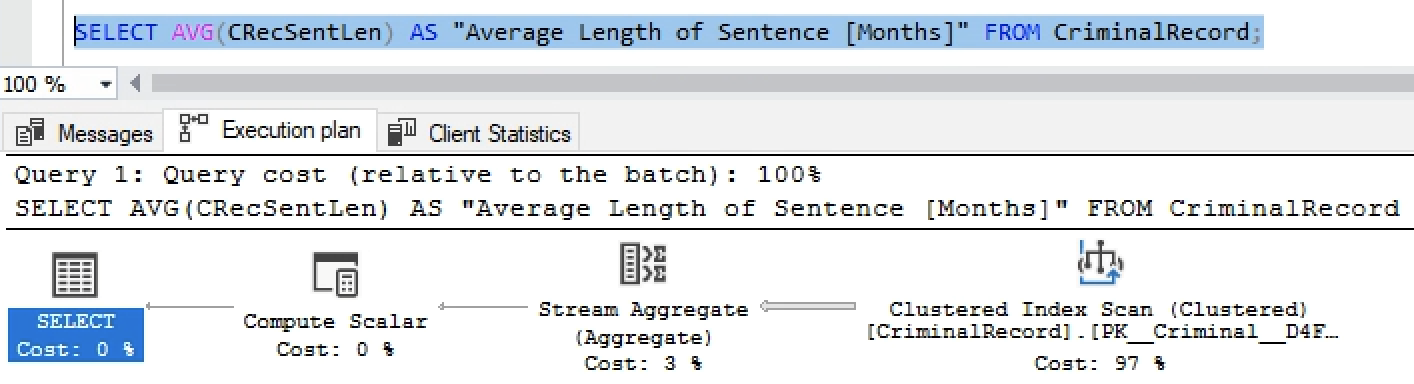 SELECT AVG(CRecSentLen) AS "Average Length of Sentence [Months]" FROM CriminalRecord;
100 %
Messages Execution plan Client Statistics
Query 1: Query cost (relative to the batch): 100%
SELECT AVG(CRecSentLen) AS "Average Length of Sentence [Months]" FROM CriminalRecord
SELECT
Cost: 0 %
Compute Scalar
Cost: 0 %
Stream Aggregate
(Aggregate)
Cost: 3 %
Clustered Index Scan (Clustered)
[CriminalRecord].[PK__Criminal__D4F…
Cost: 97 %